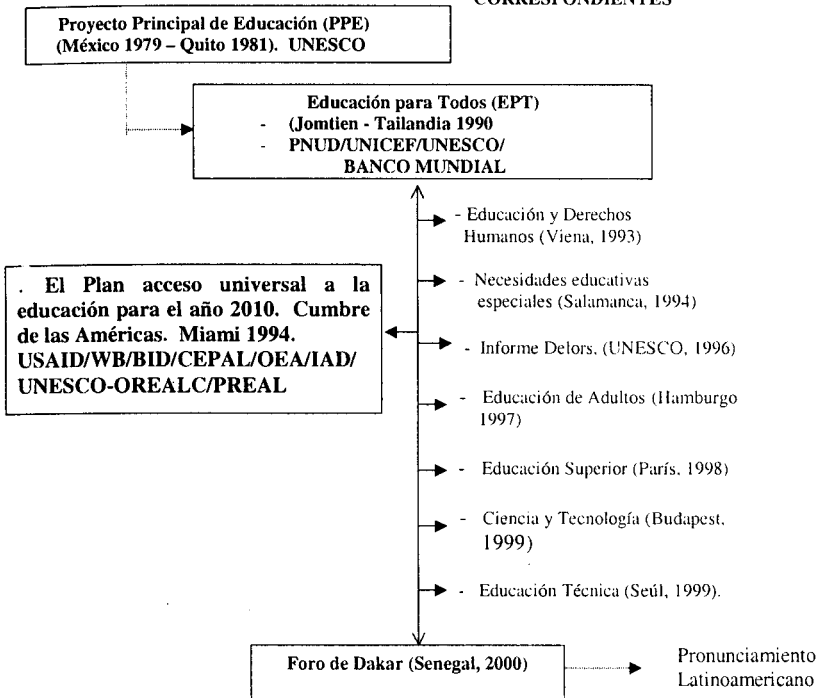 CORRESPONDIENTES
Proyecto Principal de Educación (PPE)
(México 1979 – Quito 1981). UNESCO
Educación para Todos (EPT)
- (Jomtien - Tailandia 1990
- PNUD/UNICEF/UNESCO/
BANCO MUNDIAL
- Educación y Derechos
Humanos (Viena, 1993)
- Necesidades educativas
especiales (Salamanca, 1994)
. El Plan acceso universal a la
educación para el año 2010. Cumbre
de las Américas. Miami 1994.
USAID/WB/BID/CEPAL/OEA/IAD/
UNESCO-OREALC/PREAL
- Informe Delors. (UNESCO, 1996)
- Educación de Adultos (Hamburgo
1997)
- Educación Superior (París. 1998)
- Ciencia y Tecnología (Budapest,
1999)
- Educación Técnica (Seúl, 1999).
Foro de Dakar (Senegal, 2000)
Pronunciamiento
Latinoamericano